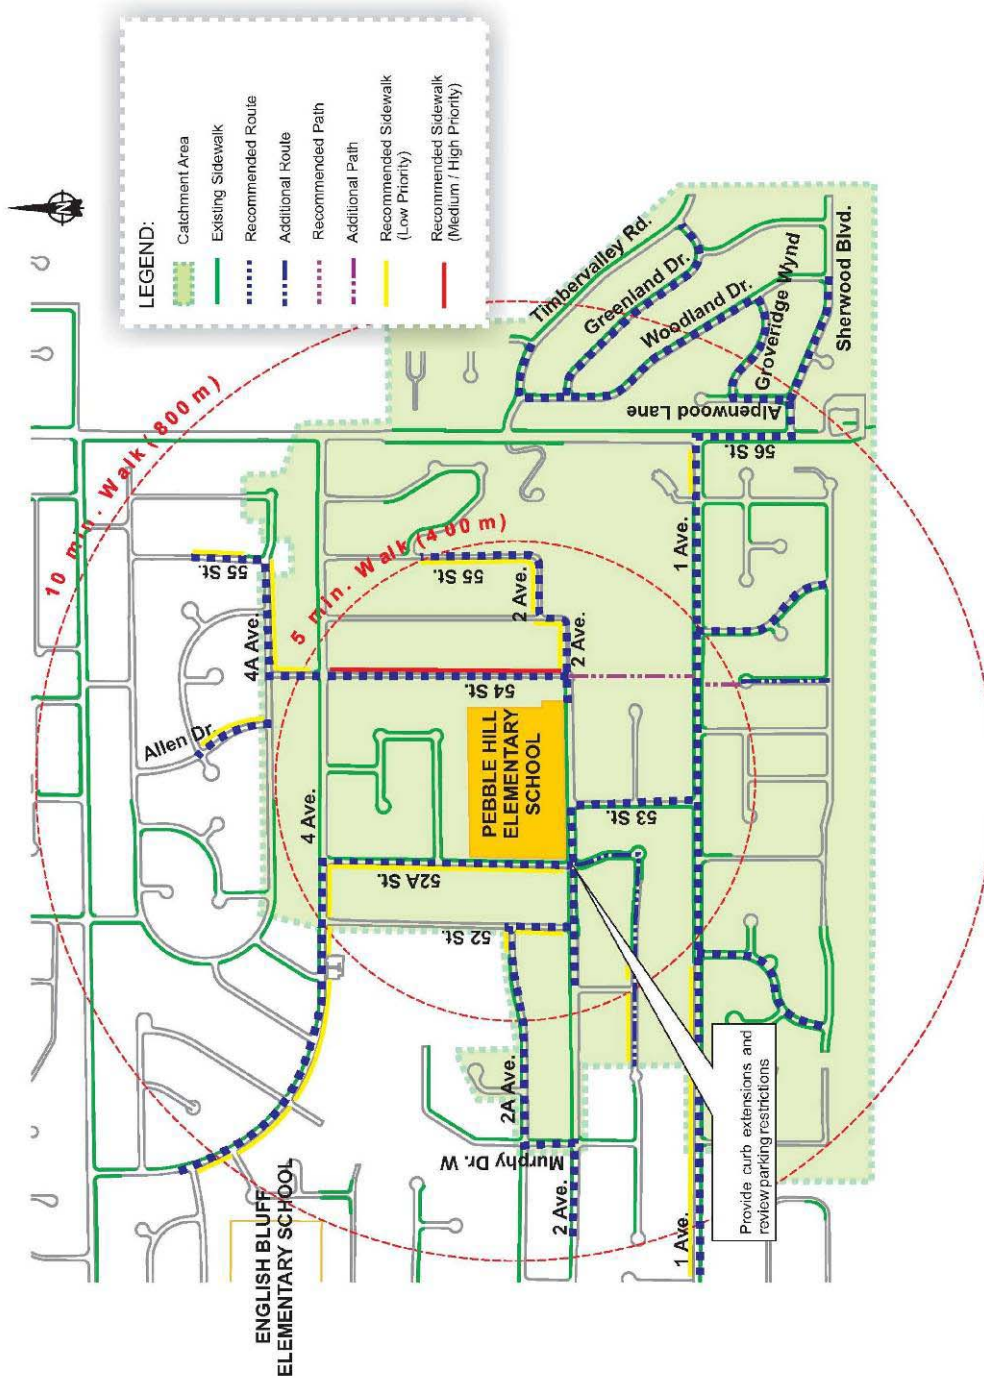 LEGEND:
Catchment Area
Existing Sidewalk
Recommended Route
Additional Route
Recommended Path
Additional Path
Recommended Sidewalk
(Low Priority)
Recommended Sidewalk
(Medium / High Priority)
N
10 min. Walk (800 m)
5 min. Walk (400 m)
55 St.
4A Ave.
Allen Dr.
4 Ave.
54 St.
55 St.
2 Ave.
2 Ave.
PEBBLE HILL
ELEMENTARY
SCHOOL
52A St.
52 St.
53 St.
2A Ave.
Murphy Dr. W
2 Ave.
1 Ave.
1 Ave.
56 St.
Alpenwood Lane
Timbervalley Rd.
Greenland Dr.
Woodland Dr.
Groveridge Wynd
Sherwood Blvd.
ENGLISH BLUFF
ELEMENTARY SCHOOL
Provide curb extensions and
review parking restrictions